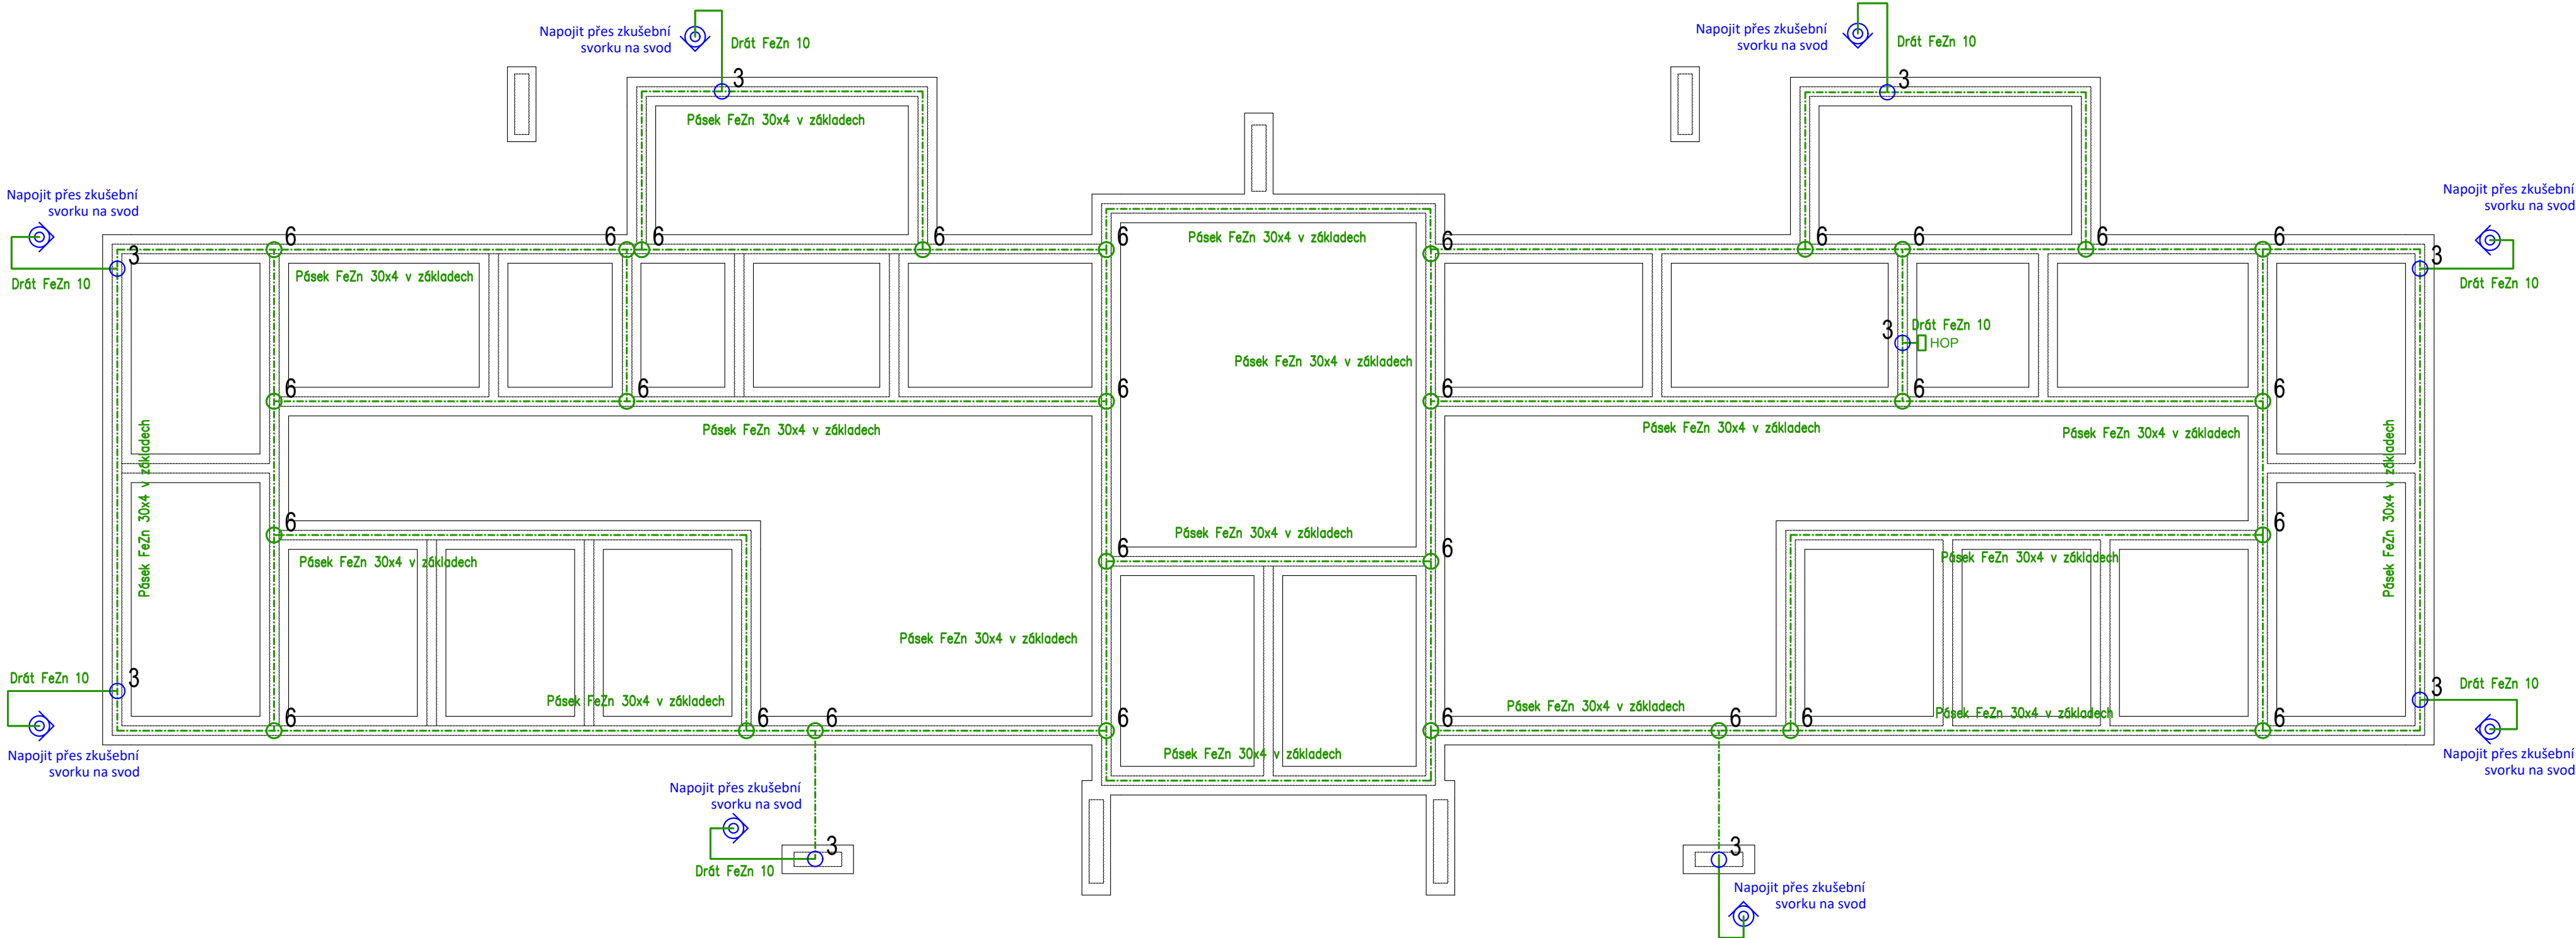 Napojit přes zkušební
svorku na svod
Drát FeZn 10
3
Napojit přes zkušební
svorku na svod
Drát FeZn 10
3
Pásek FeZn 30x4 v základech
Napojit přes zkušební
svorku na svod
3
Drát FeZn 10
6
6
6
6
6
Pásek FeZn 30x4 v základech
6
6
6
6
6
Napojit přes zkušební
svorku na svod
3
Drát FeZn 10
Pásek FeZn 30x4 v základech
Drát FeZn 10
3
HOP
Pásek FeZn 30x4 v základech
6
6
6
6
6
6
Pásek FeZn 30x4 v základech
Pásek FeZn 30x4 v základech
Pásek FeZn 30x4 v základech
Pásek FeZn 30x4 v základech
Pásek FeZn 30x4 v základech
6
Pásek FeZn 30x4 v základech
Pásek FeZn 30x4 v základech
6
6
6
Pásek FeZn 30x4 v základech
Pásek FeZn 30x4 v základech
Pásek FeZn 30x4 v základech
Drát FeZn 10
3
Pásek FeZn 30x4 v základech
Pásek FeZn 30x4 v základech
Pásek FeZn 30x4 v základech
3
Drát FeZn 10
6
6
6
6
6
6
6
6
Napojit přes zkušební
svorku na svod
Pásek FeZn 30x4 v základech
Napojit přes zkušební
svorku na svod
Napojit přes zkušební
svorku na svod
3
Drát FeZn 10
3
Napojit přes zkušební
svorku na svod